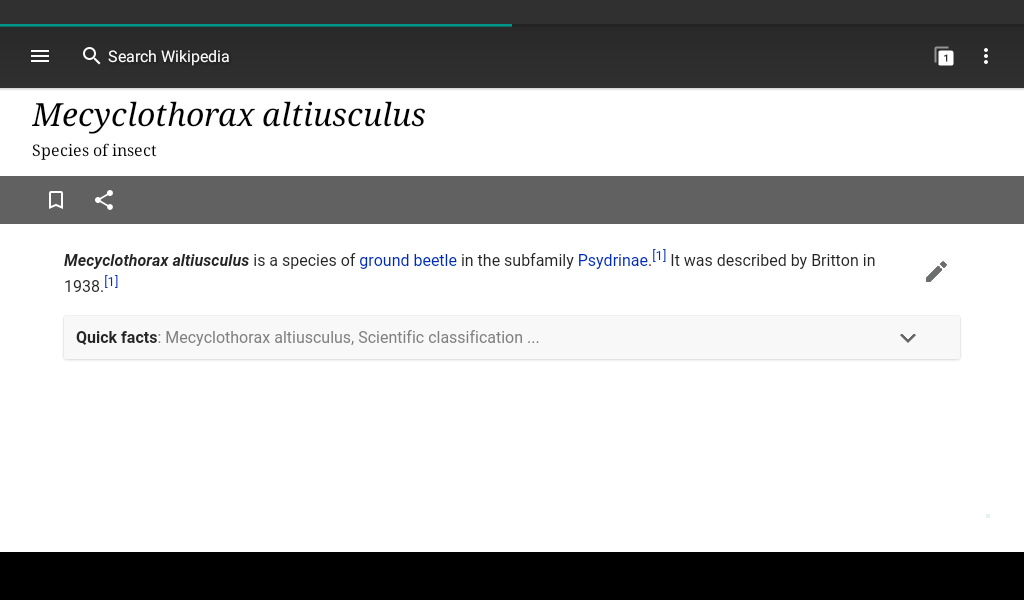 Search Wikipedia
1
Mecyclothorax altiusculus
Species of insect
Mecyclothorax altiusculus is a species of ground beetle in the subfamily Psydrinae.[1] It was described by Britton in
1938.[1]
Quick facts: Mecyclothorax altiusculus, Scientific classification ...